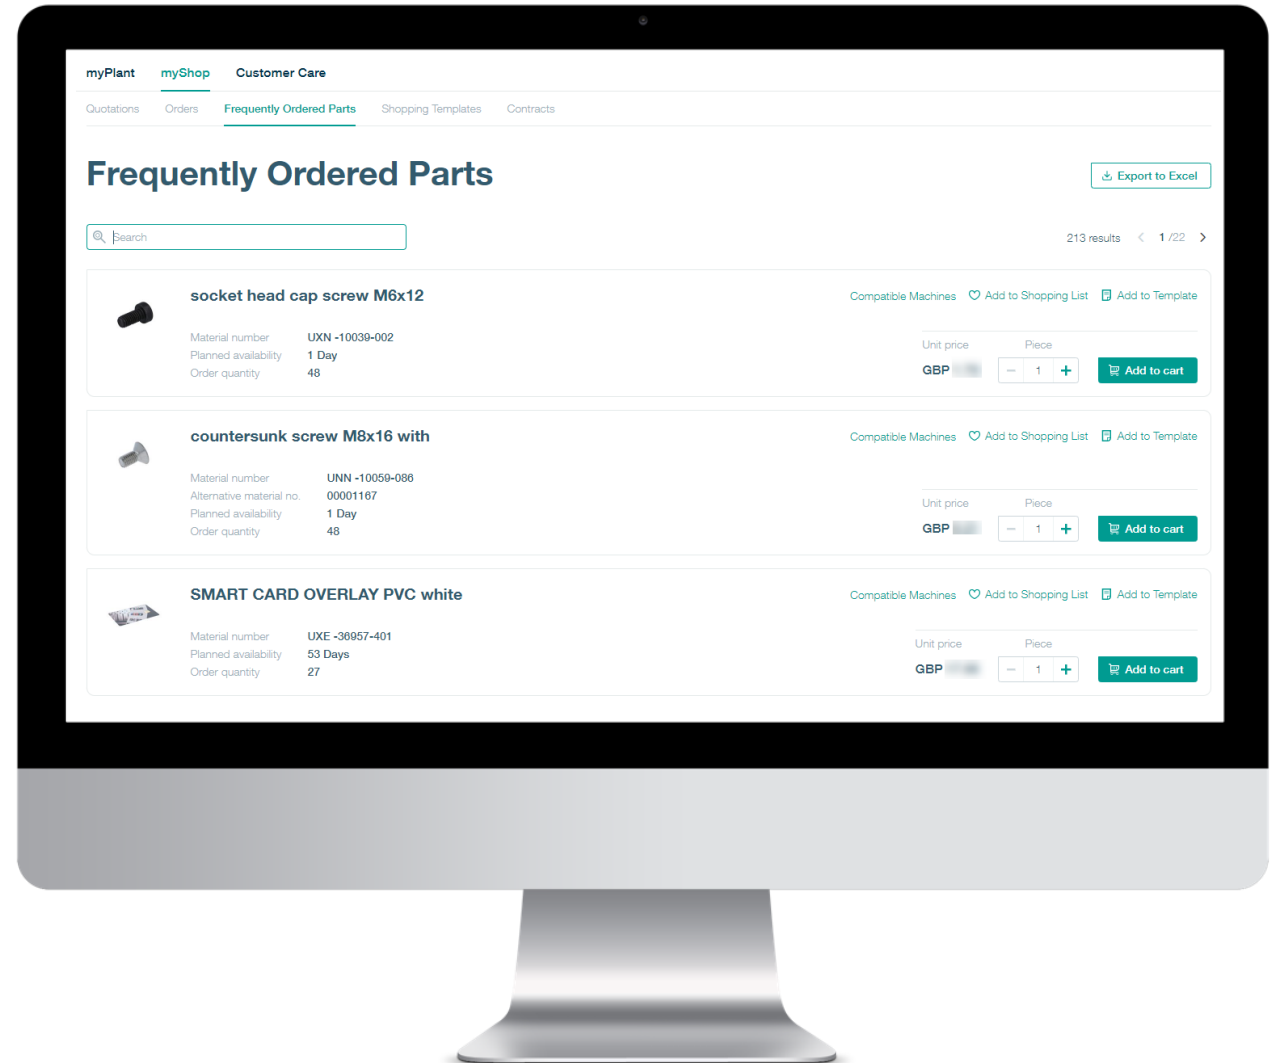 myPlant myShop Customer Care
Quotations Orders Frequently Ordered Parts Shopping Templates Contracts
Frequently Ordered Parts
Export to Excel
Search
213 results 1 /22
socket head cap screw M6x12
Compatible Machines Add to Shopping List Add to Template
Material number UXN -10039-002
Planned availability 1 Day
Order quantity 48
Unit price Piece
GBP − 1 + Add to cart
countersunk screw M8x16 with
Compatible Machines Add to Shopping List Add to Template
Material number UNN -10059-086
Alternative material no. 00001167
Planned availability 1 Day
Order quantity 48
Unit price Piece
GBP − 1 + Add to cart
SMART CARD OVERLAY PVC white
Compatible Machines Add to Shopping List Add to Template
Material number UXE -36957-401
Planned availability 53 Days
Order quantity 27
Unit price Piece
GBP − 1 + Add to cart